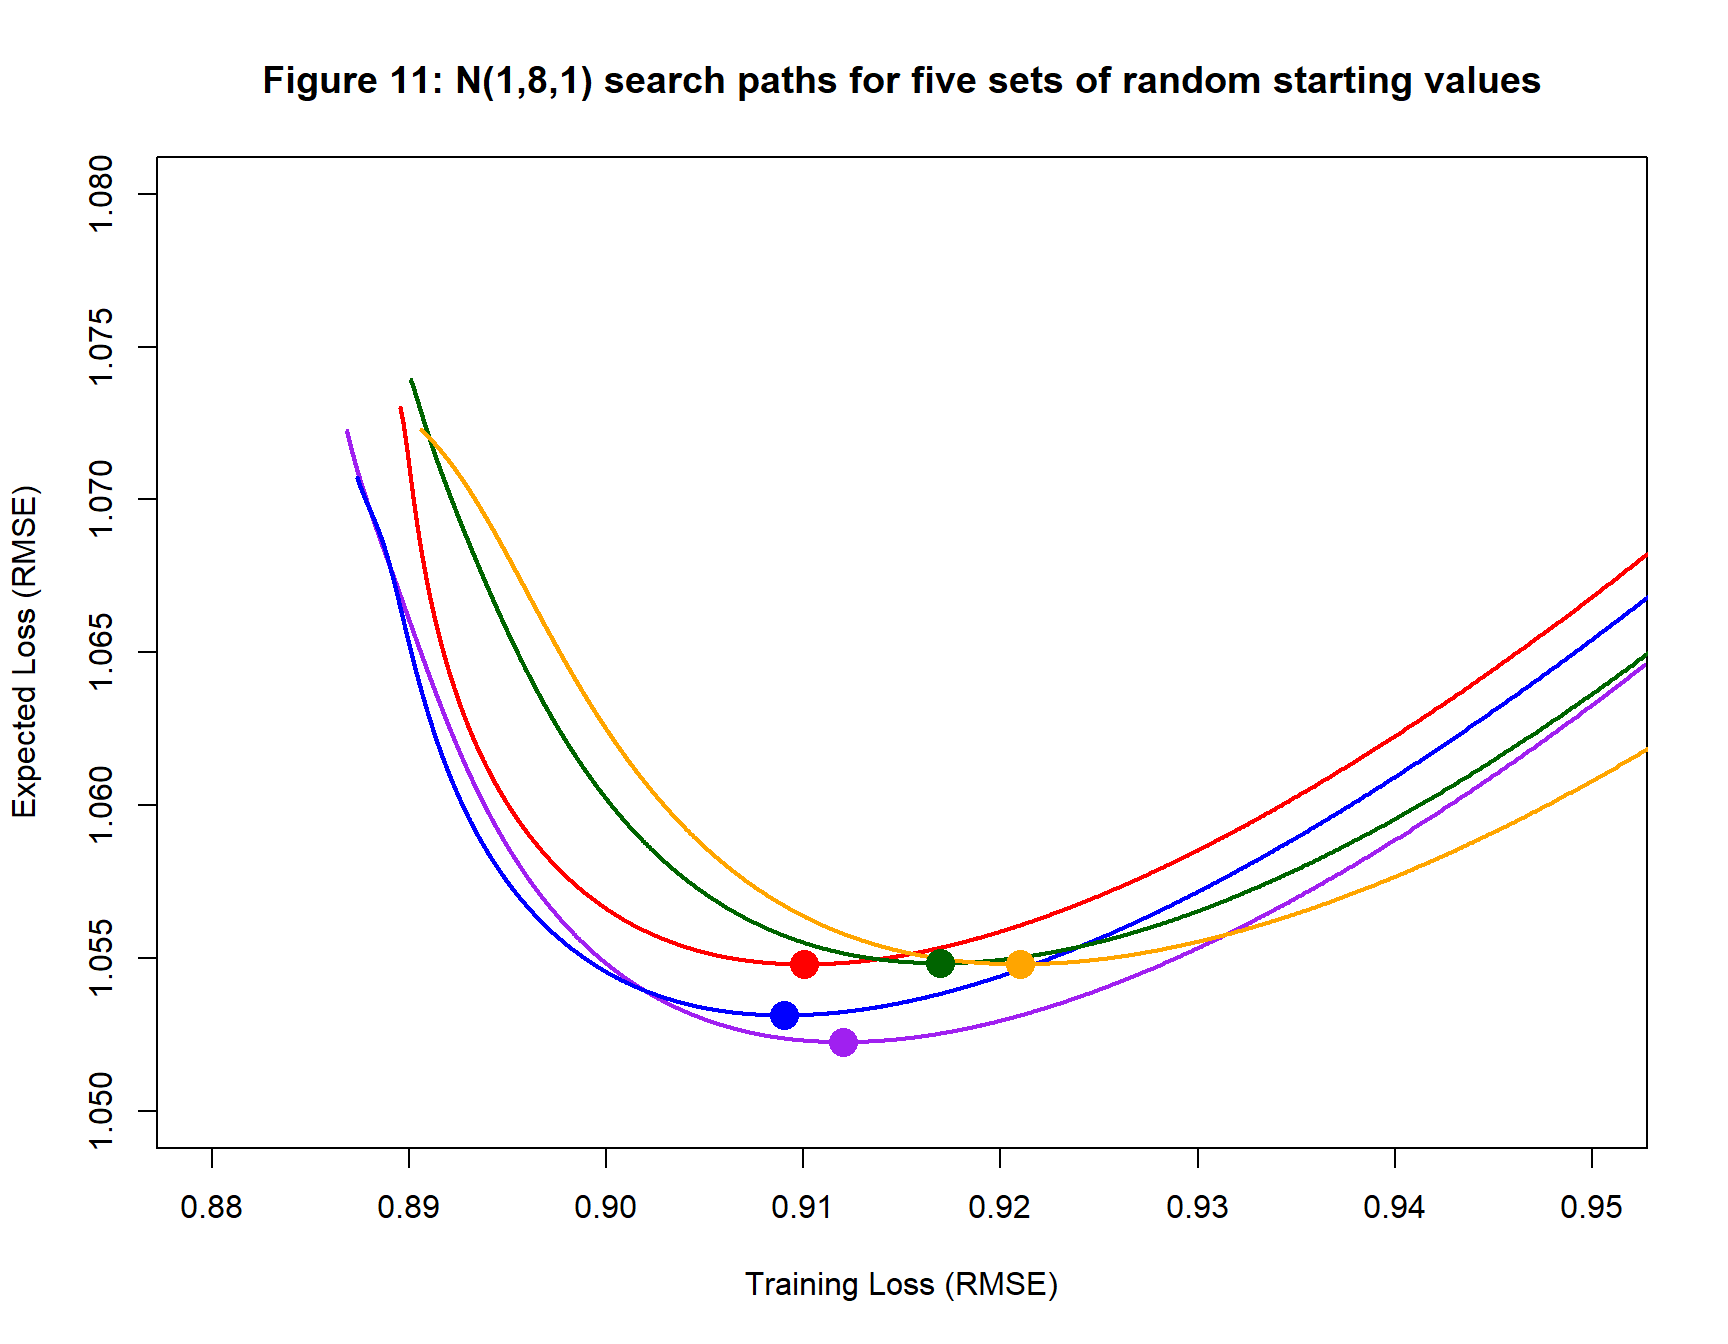 Figure 11: N(1,8,1) search paths for five sets of random starting values
Expected Loss (RMSE)
1.080
1.075
1.070
1.065
1.060
1.055
1.050
0.88 0.89 0.90 0.91 0.92 0.93 0.94 0.95
Training Loss (RMSE)